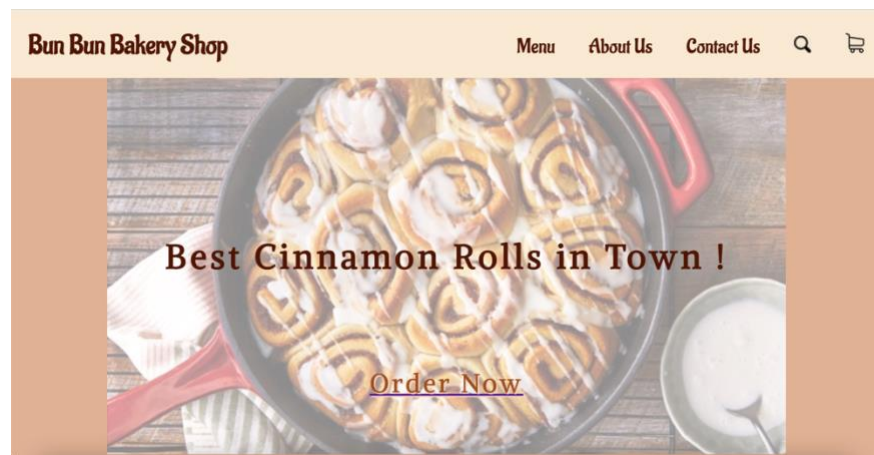 Bun Bun Bakery Shop Menu About Us Contact Us
Best Cinnamon Rolls in Town !
Order Now